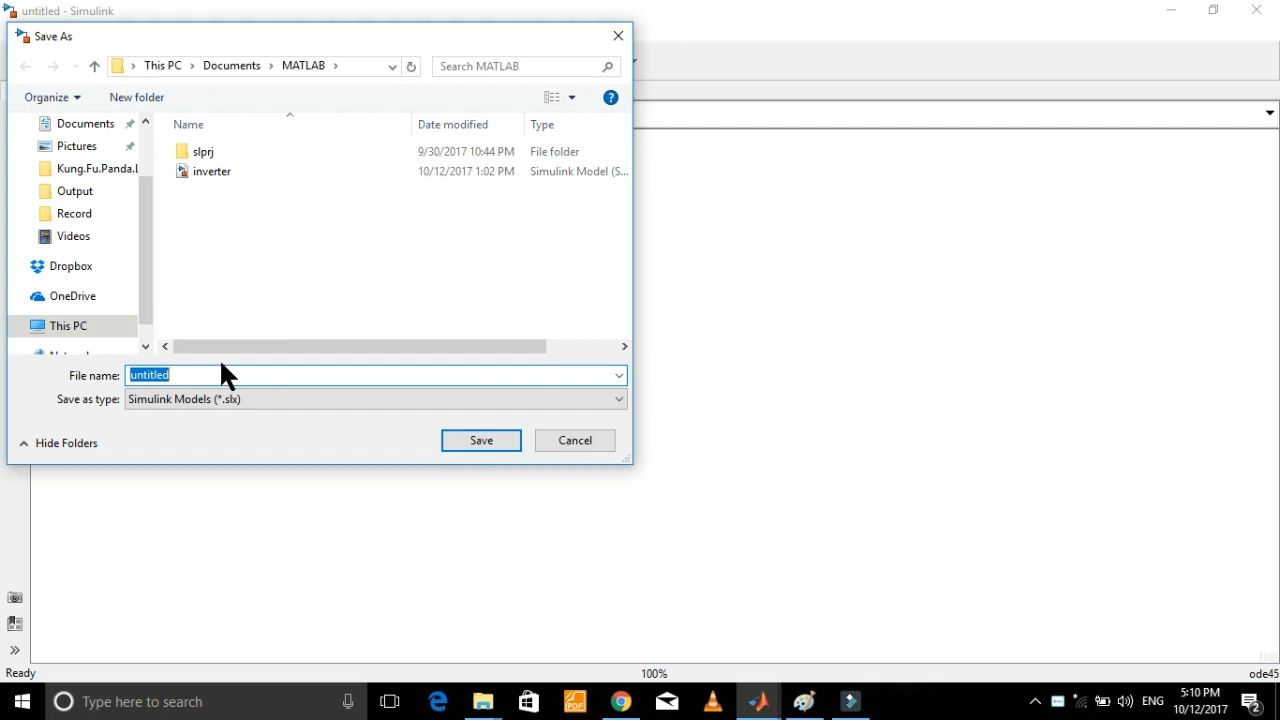 untitled - Simulink
Save As
This PC > Documents > MATLAB >
Search MATLAB
Organize
New folder
?
Name
Date modified
Type
Documents
Pictures
Kung.Fu.Panda.
Output
Record
Videos
Dropbox
OneDrive
This PC
slprj 9/30/2017 10:44 PM File folder
inverter 10/12/2017 1:02 PM Simulink Model (S...
File name: untitled
Save as type: Simulink Models (*.slx)
Hide Folders
Save
Cancel
Ready
100%
ode45
Type here to search
PDF
ENG
5:10 PM
10/12/2017
2